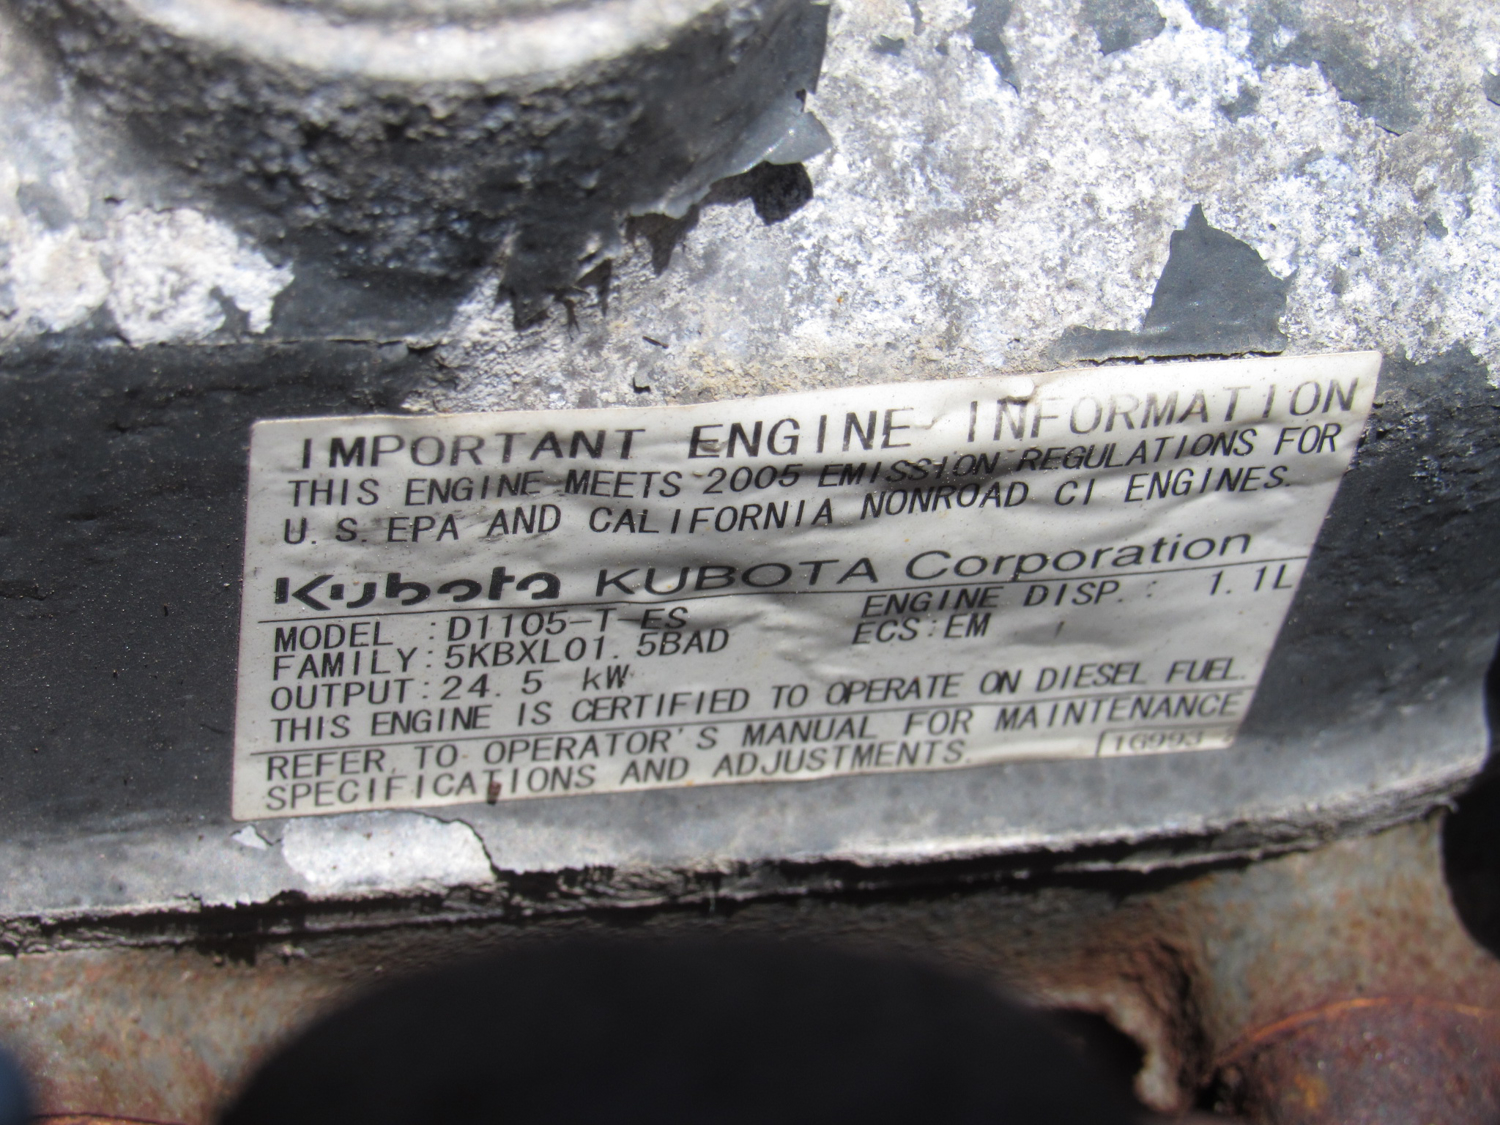 IMPORTANT ENGINE INFORMATION
THIS ENGINE MEETS 2005 EMISSION REGULATIONS FOR
U.S. EPA AND CALIFORNIA NONROAD CI ENGINES.
Kubota KUBOTA Corporation
MODEL :D1105-T-ES ENGINE DISP.: 1.1L
FAMILY:5KBXL01.5BAD ECS:EM
OUTPUT:24.5 kW
THIS ENGINE IS CERTIFIED TO OPERATE ON DIESEL FUEL.
REFER TO OPERATOR'S MANUAL FOR MAINTENANCE
SPECIFICATIONS AND ADJUSTMENTS.